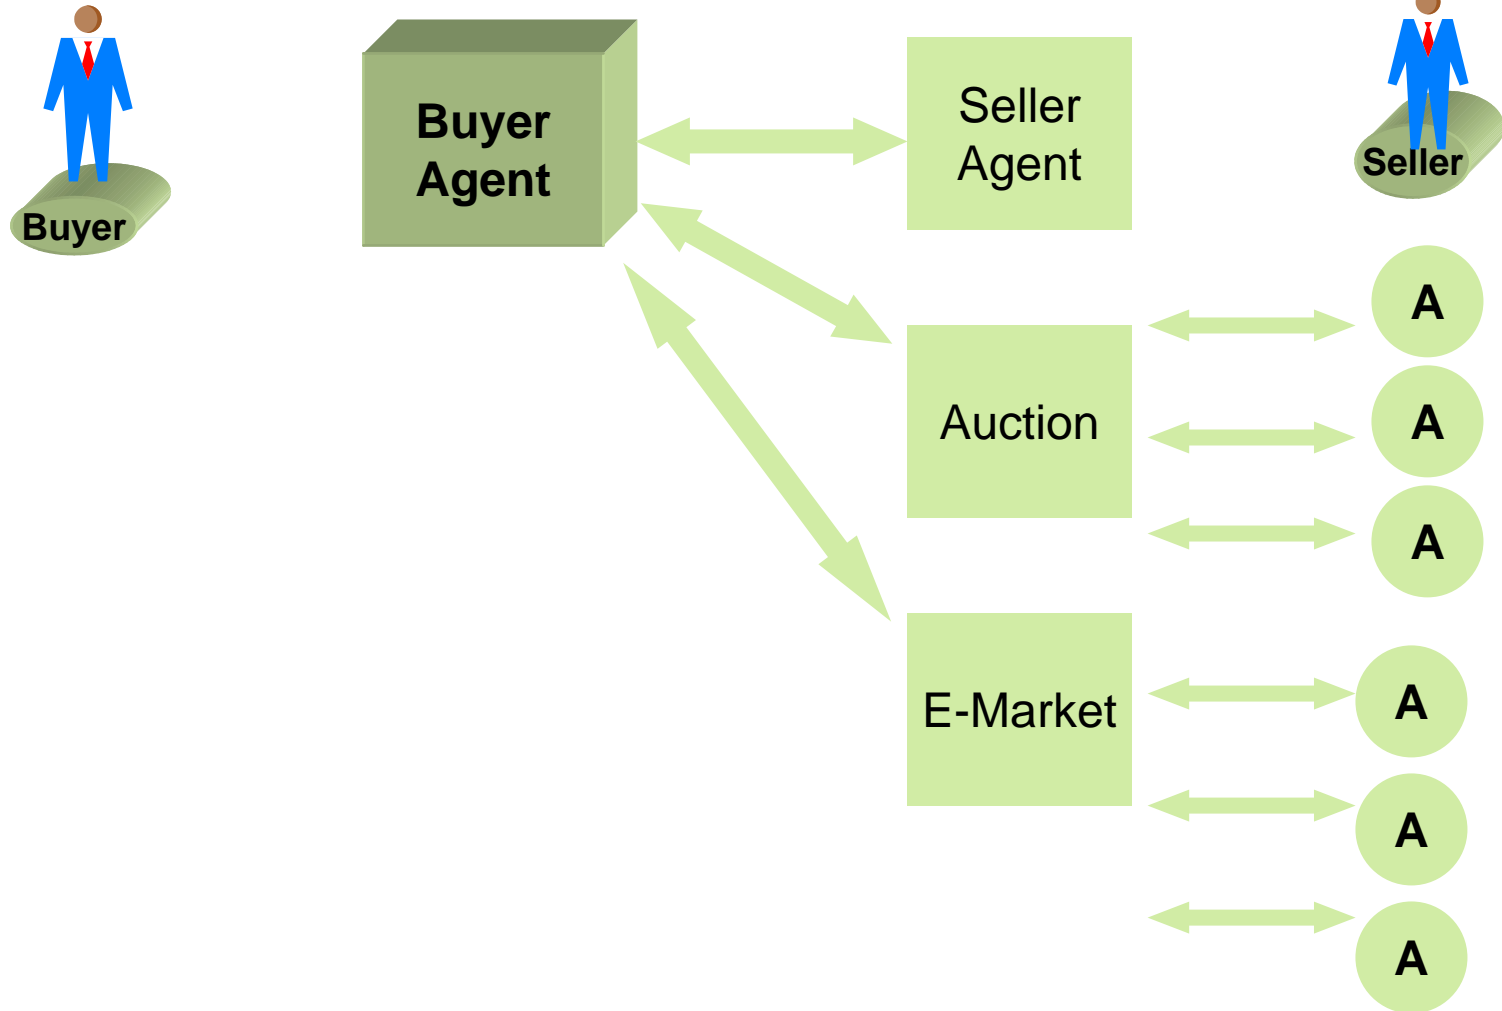 Buyer
Buyer
Agent
Seller
Agent
Seller
A
A
Auction
A
A
E-Market
A
A